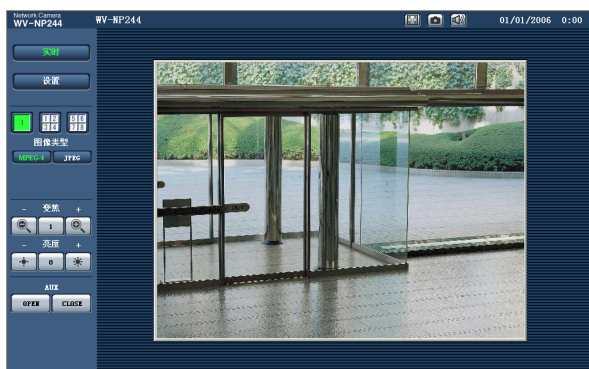 Network Camera
WV-NP244
WV-NP244
01/01/2006 0:00
实时
设置
1
1 2 3 4
5 6 7 8
图像类型
MPEG-4 JPEG
- 变焦 +
1
- 亮度 +
0
AUX
OPEN CLOSE